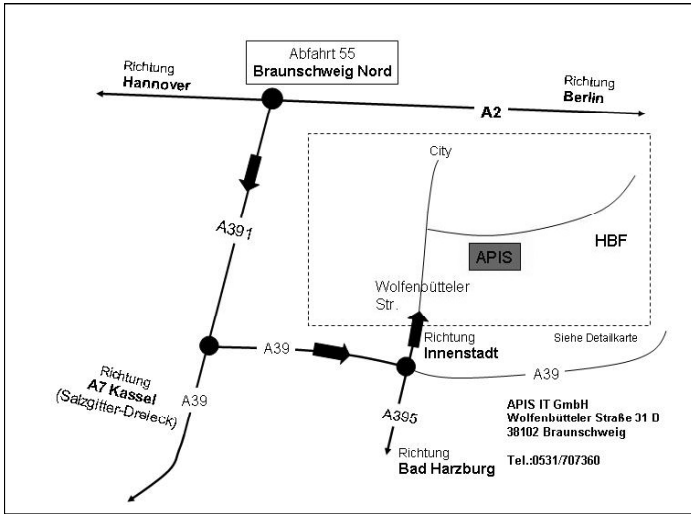 Abfahrt 55
Braunschweig Nord
Richtung
Hannover
Richtung
Berlin
A2
City
A391
HBF
APIS
Wolfenbütteler
Str.
Richtung
Innenstadt
Siehe Detailkarte
A39
A39
Richtung
A7 Kassel
(Salzgitter-Dreieck)
A39
A395
Richtung
Bad Harzburg
APIS IT GmbH
Wolfenbütteler Straße 31 D
38102 Braunschweig
Tel.:0531/707360